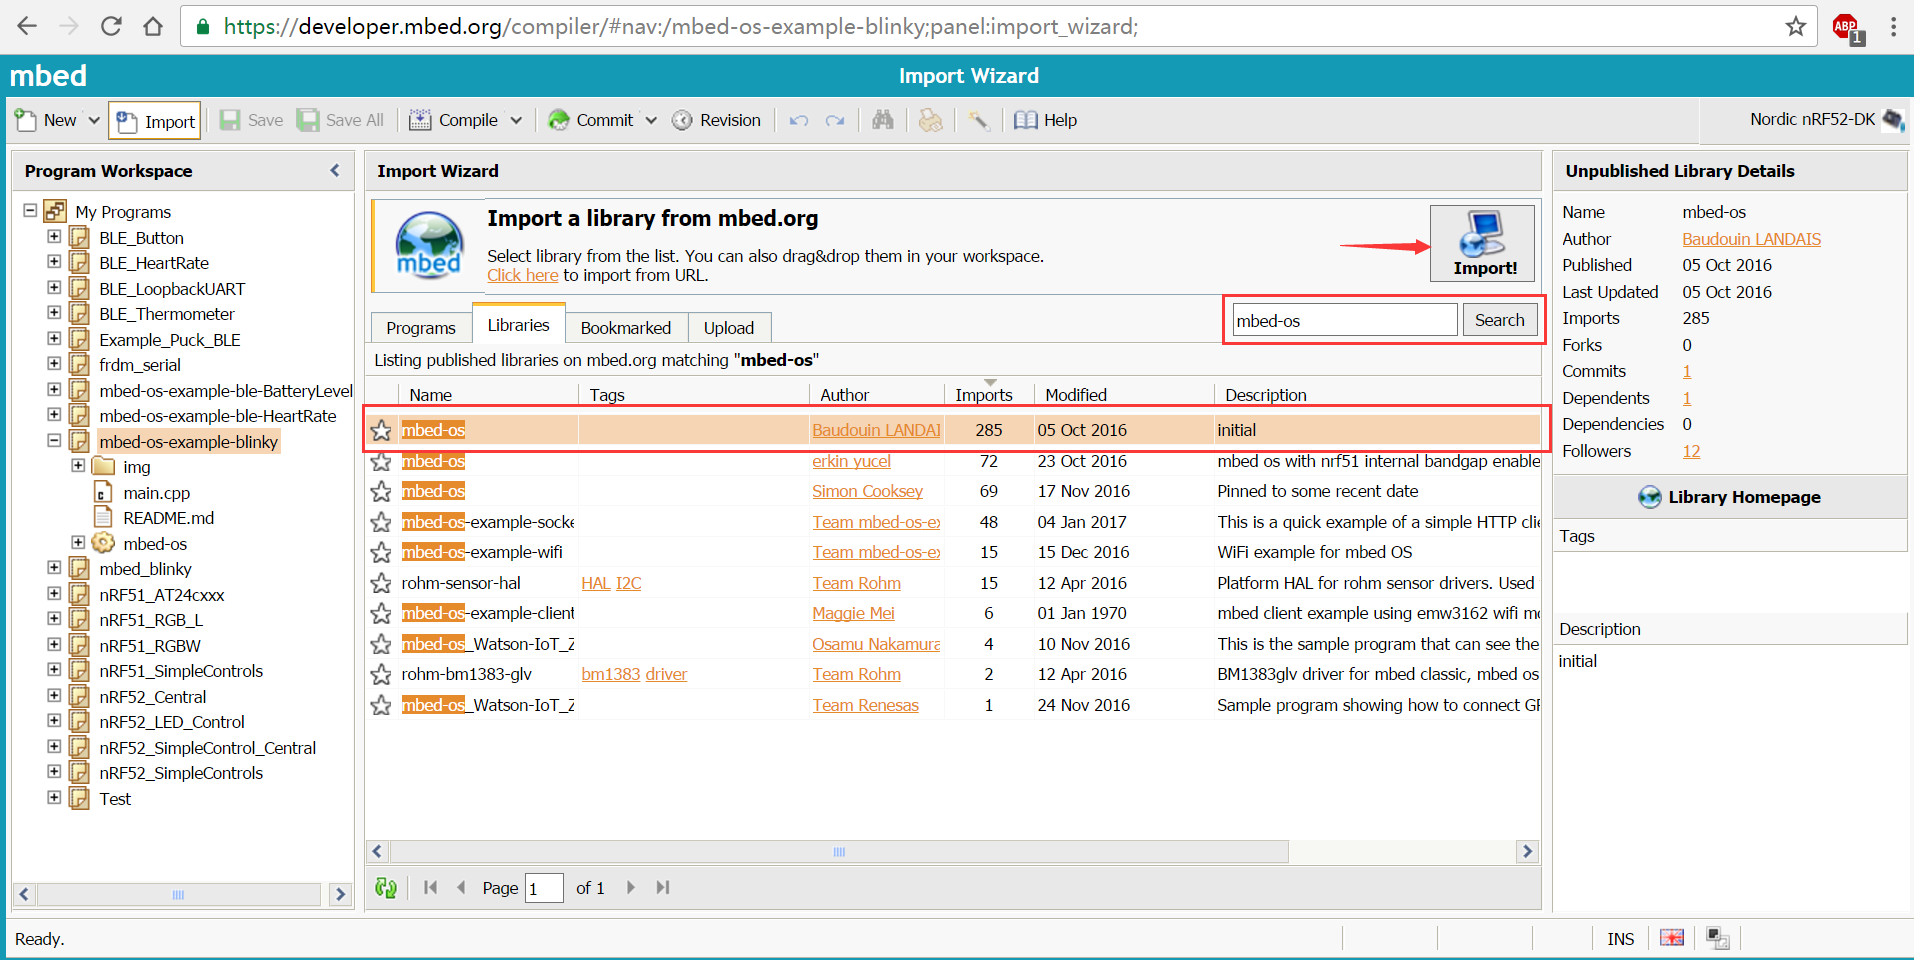 https://developer.mbed.org/compiler/#nav:/mbed-os-example-blinky;panel:import_wizard;
ABP
1
mbed
Import Wizard
New
Import
Save
Save All
Compile
Commit
Revision
Help
Nordic nRF52-DK
Program Workspace
My Programs
BLE_Button
BLE_HeartRate
BLE_LoopbackUART
BLE_Thermometer
Example_Puck_BLE
frdm_serial
mbed-os-example-ble-BatteryLevel
mbed-os-example-ble-HeartRate
mbed-os-example-blinky
img
main.cpp
README.md
mbed-os
mbed_blinky
nRF51_AT24cxxx
nRF51_RGB_L
nRF51_RGBW
nRF51_SimpleControls
nRF52_Central
nRF52_LED_Control
nRF52_SimpleControl_Central
nRF52_SimpleControls
Test
Import Wizard
mbed
Import a library from mbed.org
Select library from the list. You can also drag&drop them in your workspace.
Click here to import from URL.
Import!
Programs
Libraries
Bookmarked
Upload
mbed-os
Search
Listing published libraries on mbed.org matching "mbed-os"
Name Tags Author Imports Modified Description
mbed-os Baudouin LANDAI 285 05 Oct 2016 initial
mbed-os erkin yucel 72 23 Oct 2016 mbed os with nrf51 internal bandgap enable
mbed-os Simon Cooksey 69 17 Nov 2016 Pinned to some recent date
mbed-os-example-socke Team mbed-os-ex 48 04 Jan 2017 This is a quick example of a simple HTTP clie
mbed-os-example-wifi Team mbed-os-ex 15 15 Dec 2016 WiFi example for mbed OS
rohm-sensor-hal HAL I2C Team Rohm 15 12 Apr 2016 Platform HAL for rohm sensor drivers. Used
mbed-os-example-client Maggie Mei 6 01 Jan 1970 mbed client example using emw3162 wifi mo
mbed-os_Watson-IoT_Z Osamu Nakamura 4 10 Nov 2016 This is the sample program that can see the
rohm-bm1383-glv bm1383 driver Team Rohm 2 12 Apr 2016 BM1383glv driver for mbed classic, mbed os
mbed-os_Watson-IoT_Z Team Renesas 1 24 Nov 2016 Sample program showing how to connect GR
Page 1 of 1
Unpublished Library Details
Name mbed-os
Author Baudouin LANDAIS
Published 05 Oct 2016
Last Updated 05 Oct 2016
Imports 285
Forks 0
Commits 1
Dependents 1
Dependencies 0
Followers 12
Library Homepage
Tags
Description
initial
Ready.
INS